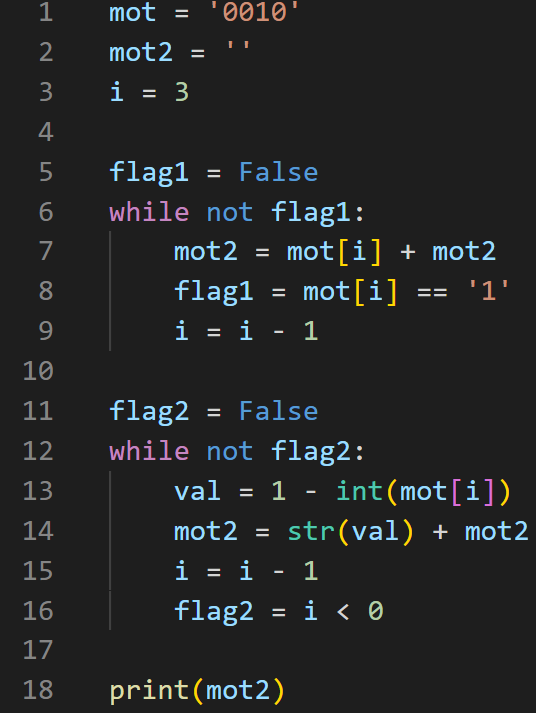 1 mot = '0010'
2 mot2 = ''
3 i = 3
4
5 flag1 = False
6 while not flag1:
7     mot2 = mot[i] + mot2
8     flag1 = mot[i] == '1'
9     i = i - 1
10
11 flag2 = False
12 while not flag2:
13     val = 1 - int(mot[i])
14     mot2 = str(val) + mot2
15     i = i - 1
16     flag2 = i < 0
17
18 print(mot2)